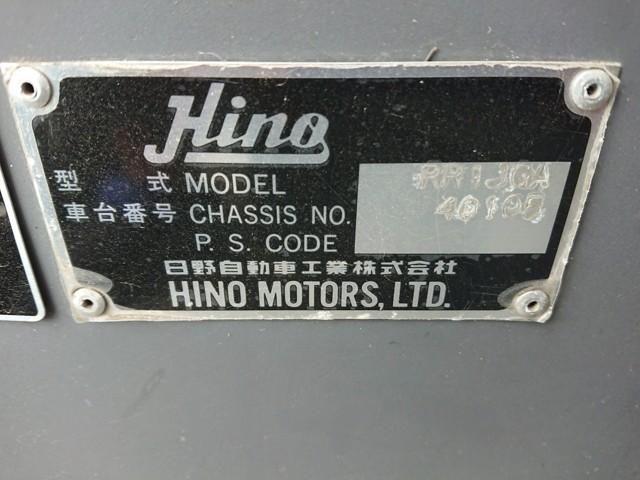 Hino
型 式 MODEL RR1JGA
車台番号 CHASSIS NO. 40100
P. S. CODE
日野自動車工業株式会社
HINO MOTORS, LTD.